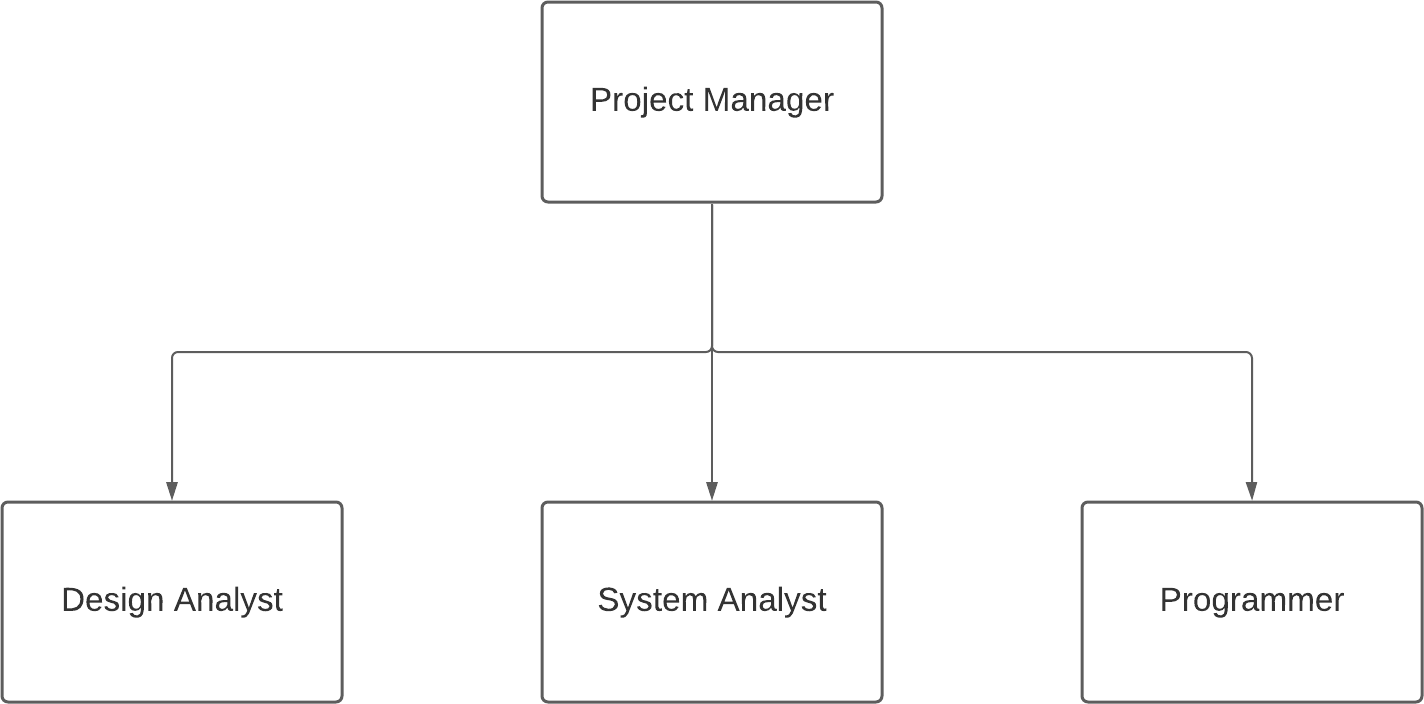 Project Manager
Design Analyst
System Analyst
Programmer